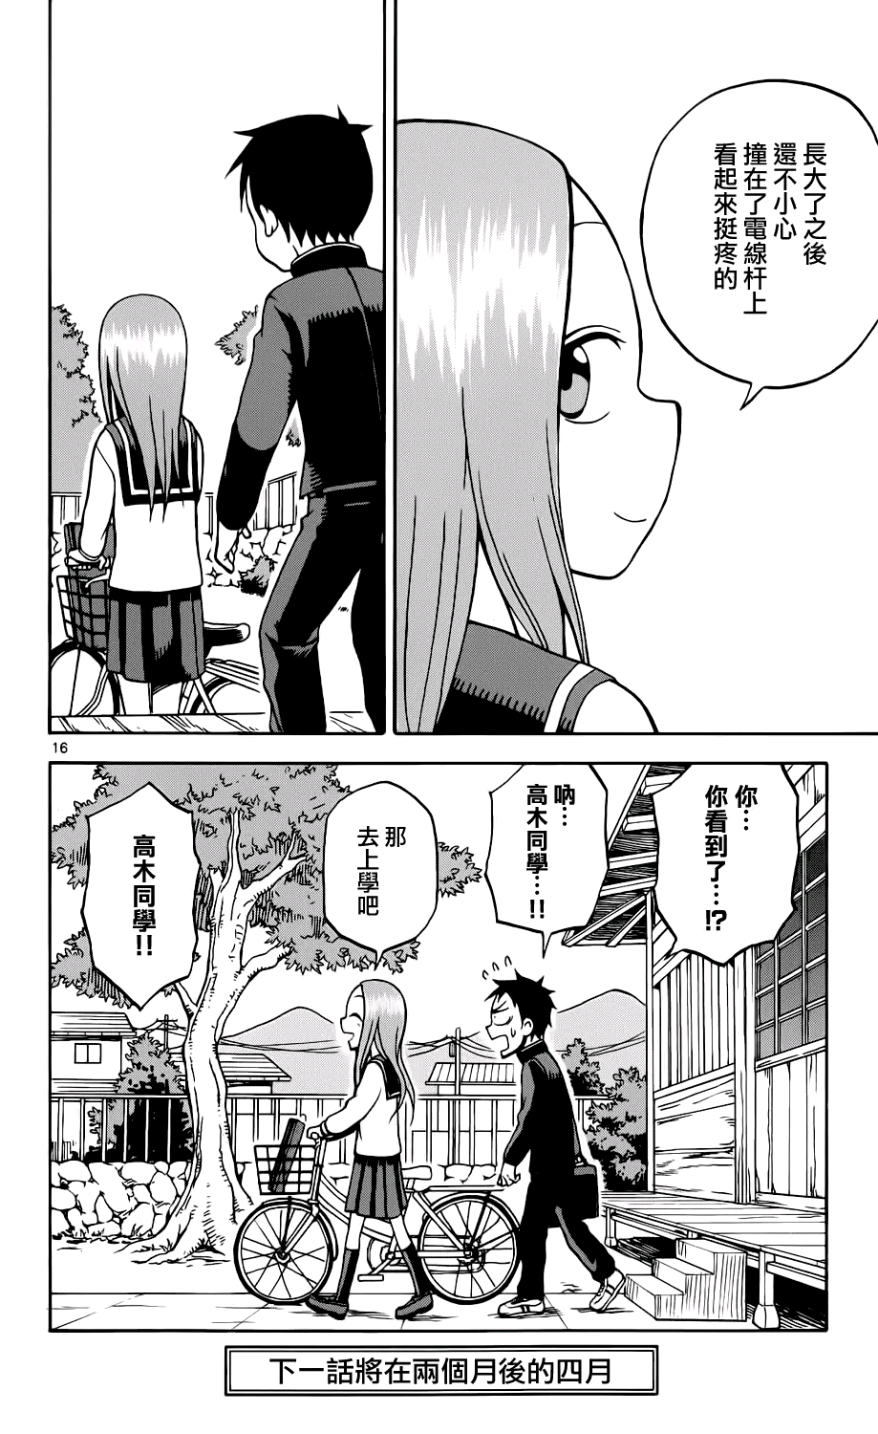 長大了之後
還不小心
撞在了電線杆上
看起來挺疼的
16
你…
你看到了…!?
吶…
高木同學…!!
那
去上學吧
高木同學!!
下一話將在兩個月後的四月